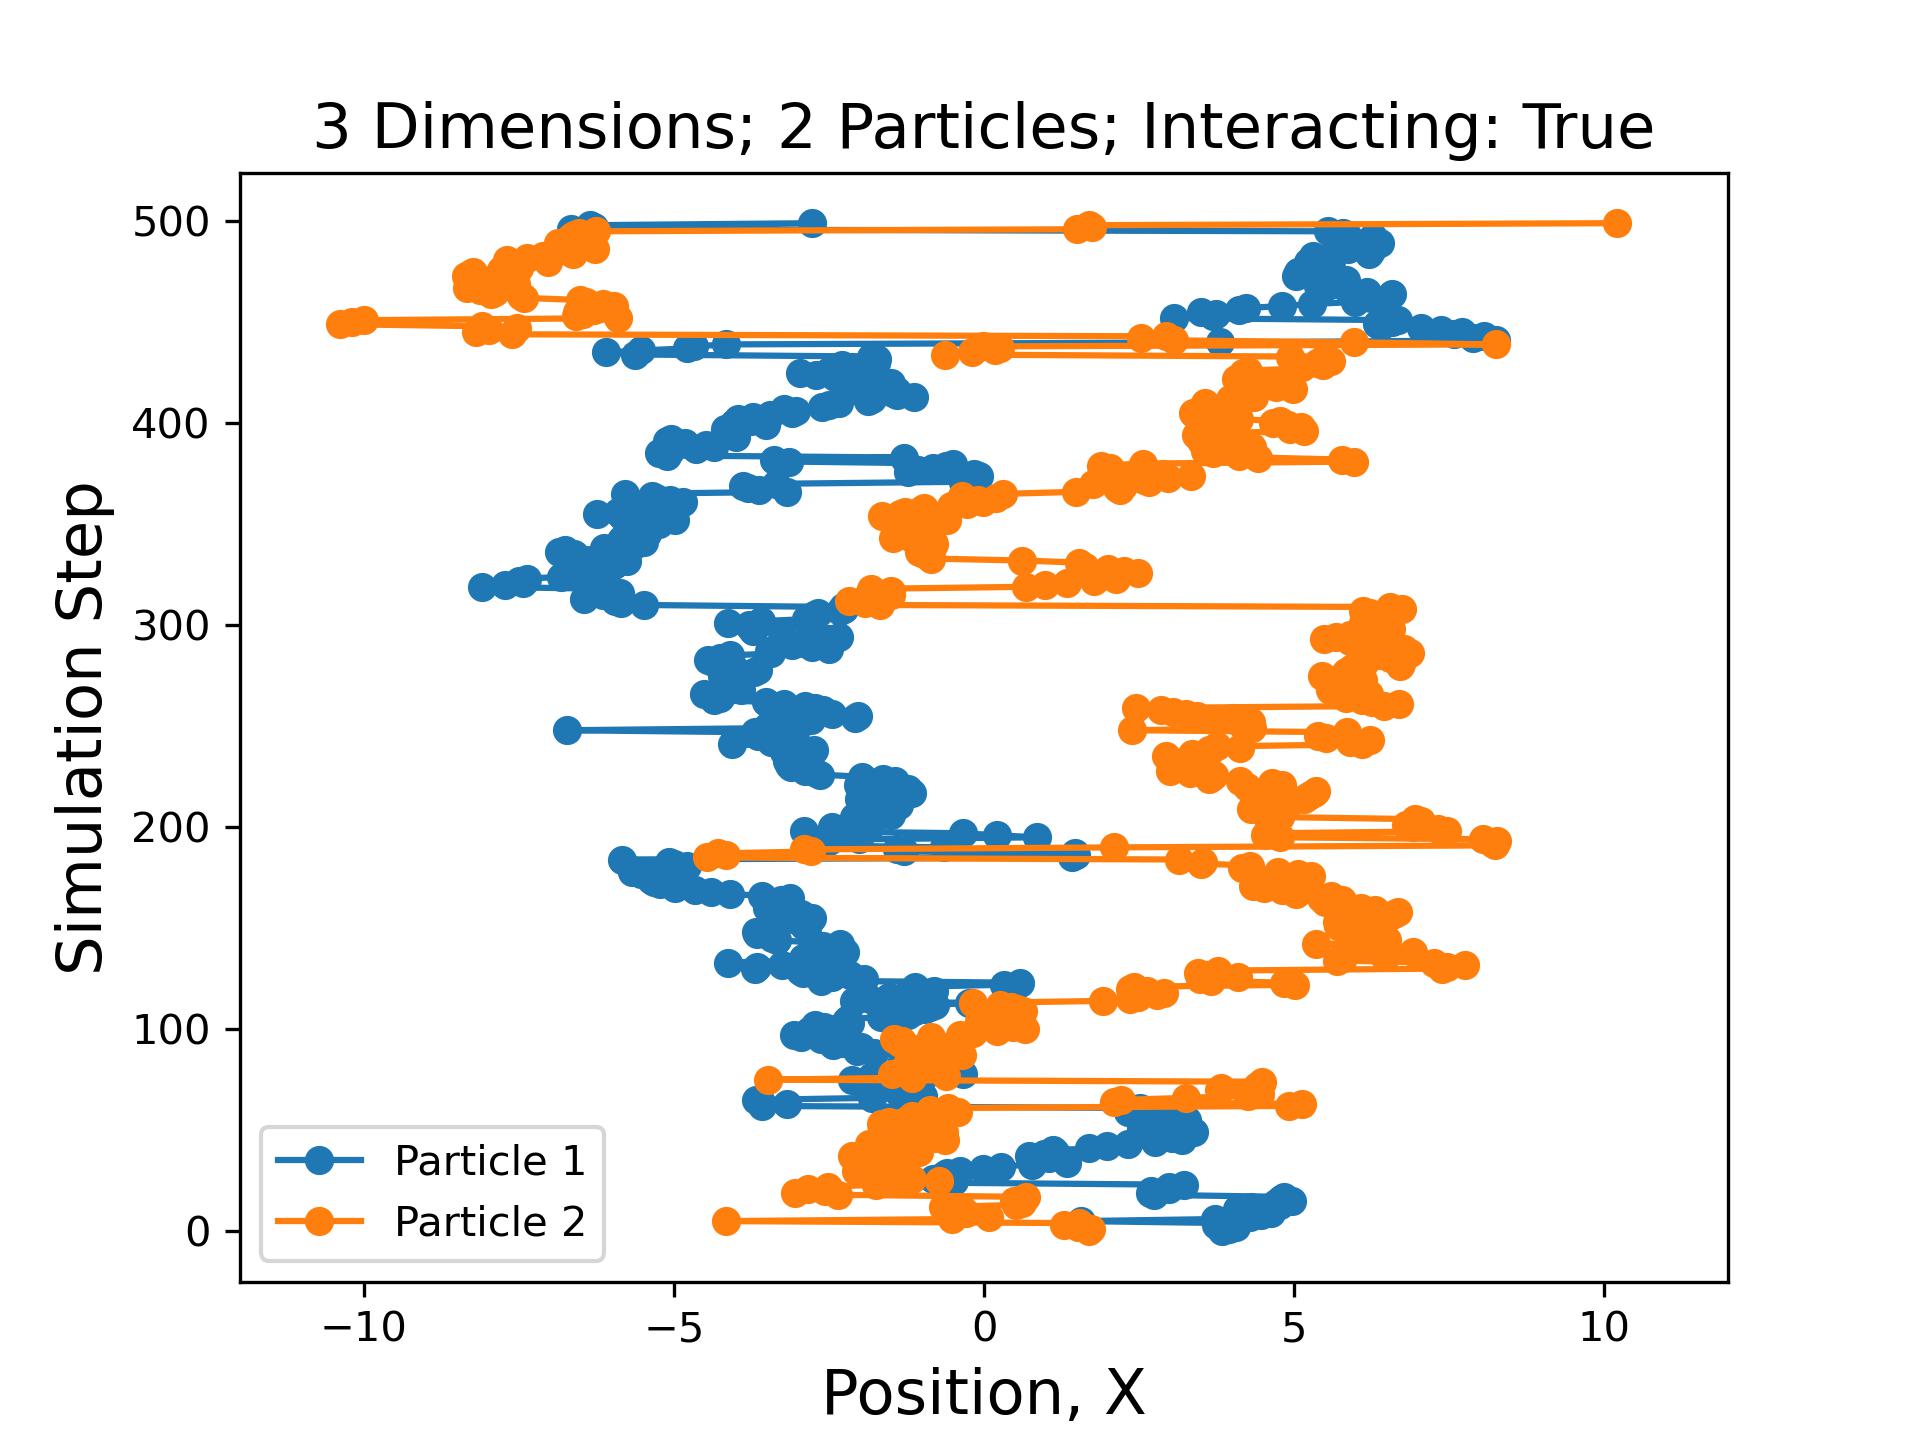 3 Dimensions; 2 Particles; Interacting: True
500
400
300
200
100
0
Simulation Step
Particle 1
Particle 2
−10
−5
0
5
10
Position, X